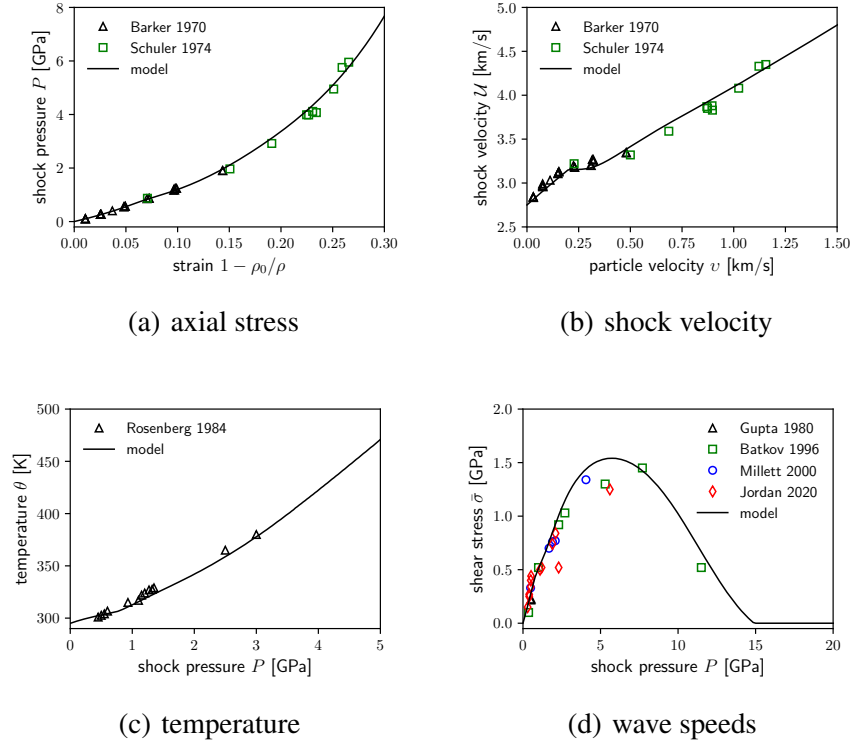 8
6
4
2
0
0.00
0.05
0.10
0.15
0.20
0.25
0.30
shock pressure P [GPa]
strain 1 − ρ0/ρ
Barker 1970
Schuler 1974
model
(a) axial stress
5.0
4.5
4.0
3.5
3.0
2.5
0.00
0.25
0.50
0.75
1.00
1.25
1.50
shock velocity U [km/s]
particle velocity v [km/s]
Barker 1970
Schuler 1974
model
(b) shock velocity
500
450
400
350
300
0
1
2
3
4
5
temperature θ [K]
shock pressure P [GPa]
Rosenberg 1984
model
(c) temperature
2.0
1.5
1.0
0.5
0.0
0
5
10
15
20
shear stress σ̄ [GPa]
shock pressure P [GPa]
Gupta 1980
Batkov 1996
Millett 2000
Jordan 2020
model
(d) wave speeds